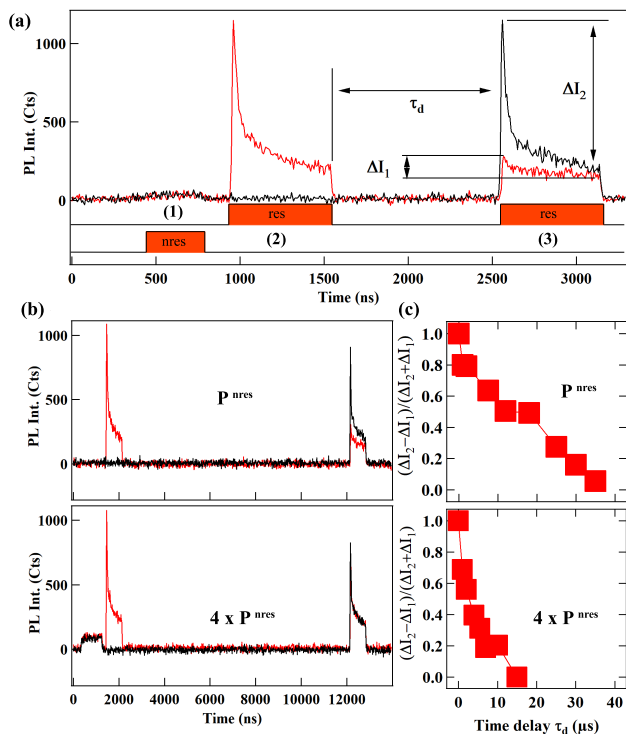 (a)
PL Int. (Cts)
1000
500
0
τd
ΔI2
ΔI1
(1)
res
(2)
nres
res
(3)
0 500 1000 1500 2000 2500 3000
Time (ns)
(b)
PL Int. (Cts)
1000
500
0
P nres
PL Int. (Cts)
1000
500
0
4 x P nres
0 2000 4000 6000 8000 10000 12000
Time (ns)
(c)
(ΔI2−ΔI1)/(ΔI2+ΔI1)
1.0
0.8
0.6
0.4
0.2
0.0
P nres
(ΔI2−ΔI1)/(ΔI2+ΔI1)
1.0
0.8
0.6
0.4
0.2
0.0
4 x P nres
0 10 20 30 40
Time delay τd (μs)